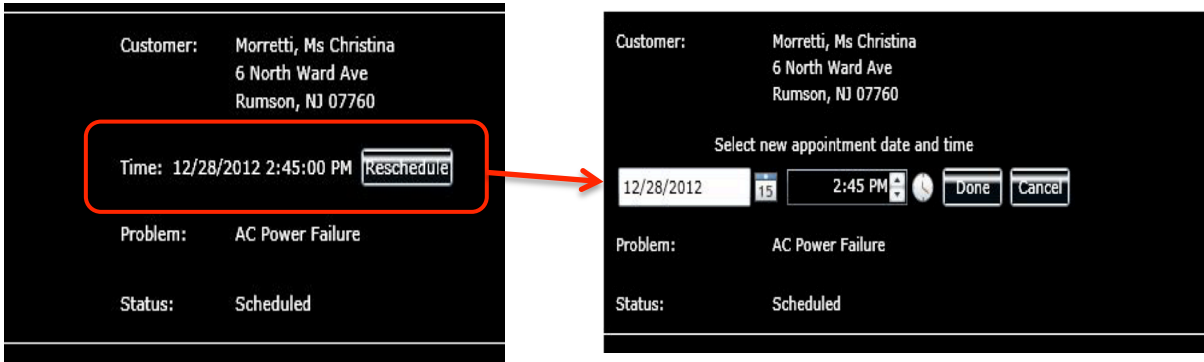 Customer: Morretti, Ms Christina
6 North Ward Ave
Rumson, NJ 07760
Time: 12/28/2012 2:45:00 PM Reschedule
Problem: AC Power Failure
Status: Scheduled
Customer: Morretti, Ms Christina
6 North Ward Ave
Rumson, NJ 07760
Select new appointment date and time
12/28/2012 15 2:45 PM Done Cancel
Problem: AC Power Failure
Status: Scheduled